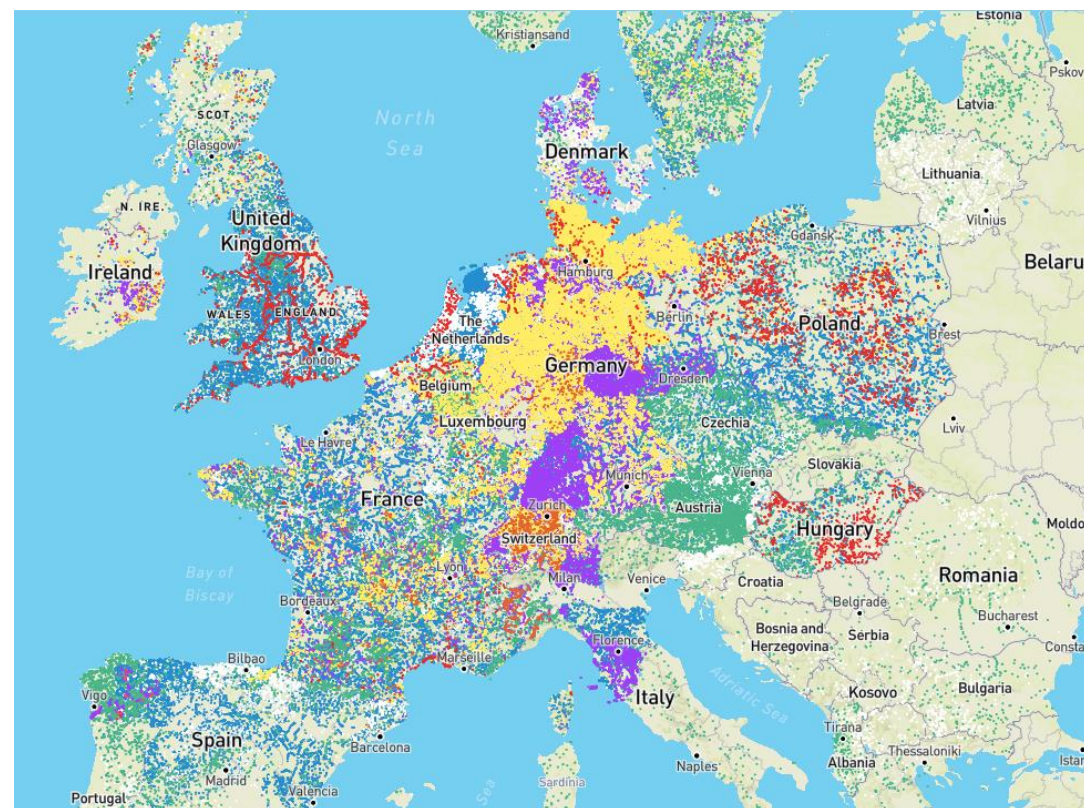 Estonia
Kristiansand
Pskov
Latvia
SCOT.
North
Sea
Glasgow
Denmark
Lithuania
Vilnius
N. IRE.
United
Kingdom
Gdansk
Ireland
Hamburg
Belaru
WALES
ENGLAND
The
Netherlands
Berlin
Poland
Brest
London
Germany
Belgium
Dresden
Luxembourg
Czechia
Lviv
Le Havre
Slovakia
Munich
Vienna
France
Zurich
Austria
Switzerland
Hungary
Moldo
Bay of
Biscay
Lyon
Milan
Venice
Croatia
Romania
Bordeaux
Belgrade
Bucharest
Bosnia and
Herzegovina
Serbia
Consta
Florence
Marseille
Bilbao
Adriatic Sea
Kosovo
Bulgaria
Vigo
Italy
Spain
Barcelona
Tirana
Albania
Thessaloniki
Istan
Madrid
Naples
Sardinia
Sea
Valencia
Portugal